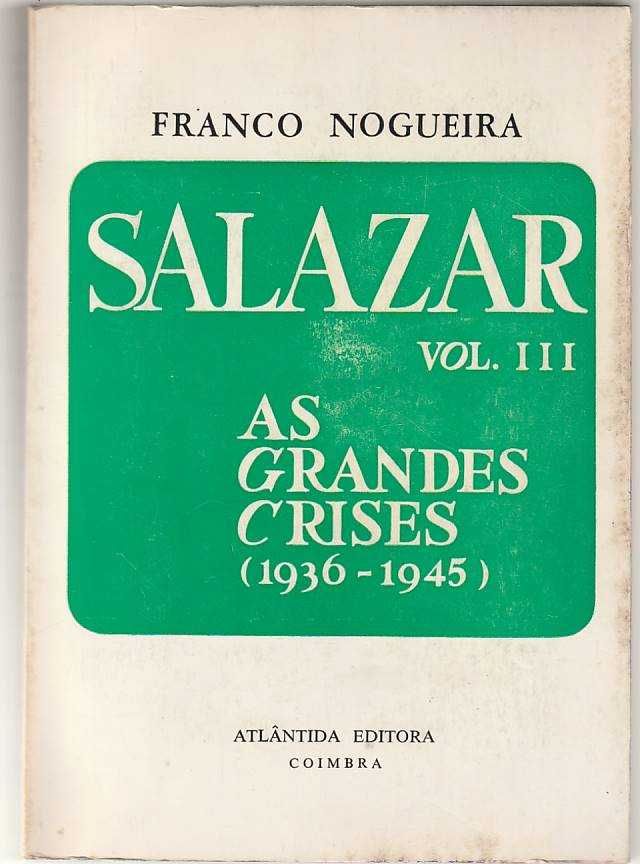 FRANCO NOGUEIRA
SALAZAR
VOL. III
AS
GRANDES
CRISES
(1936-1945)
ATLÂNTIDA EDITORA
COIMBRA